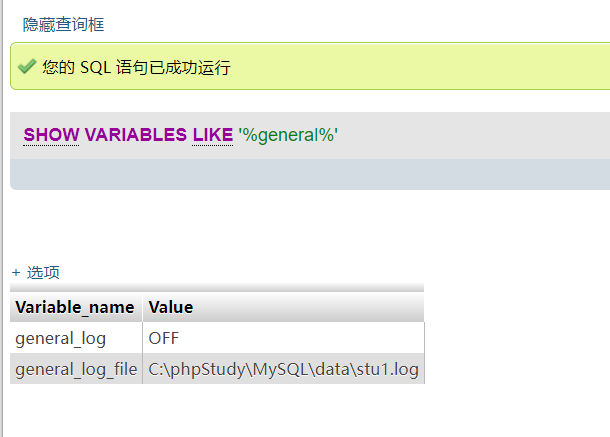 隐藏查询框
您的 SQL 语句已成功运行
SHOW VARIABLES LIKE '%general%'
+ 选项
Variable_name Value
general_log OFF
general_log_file C:\phpStudy\MySQL\data\stu1.log